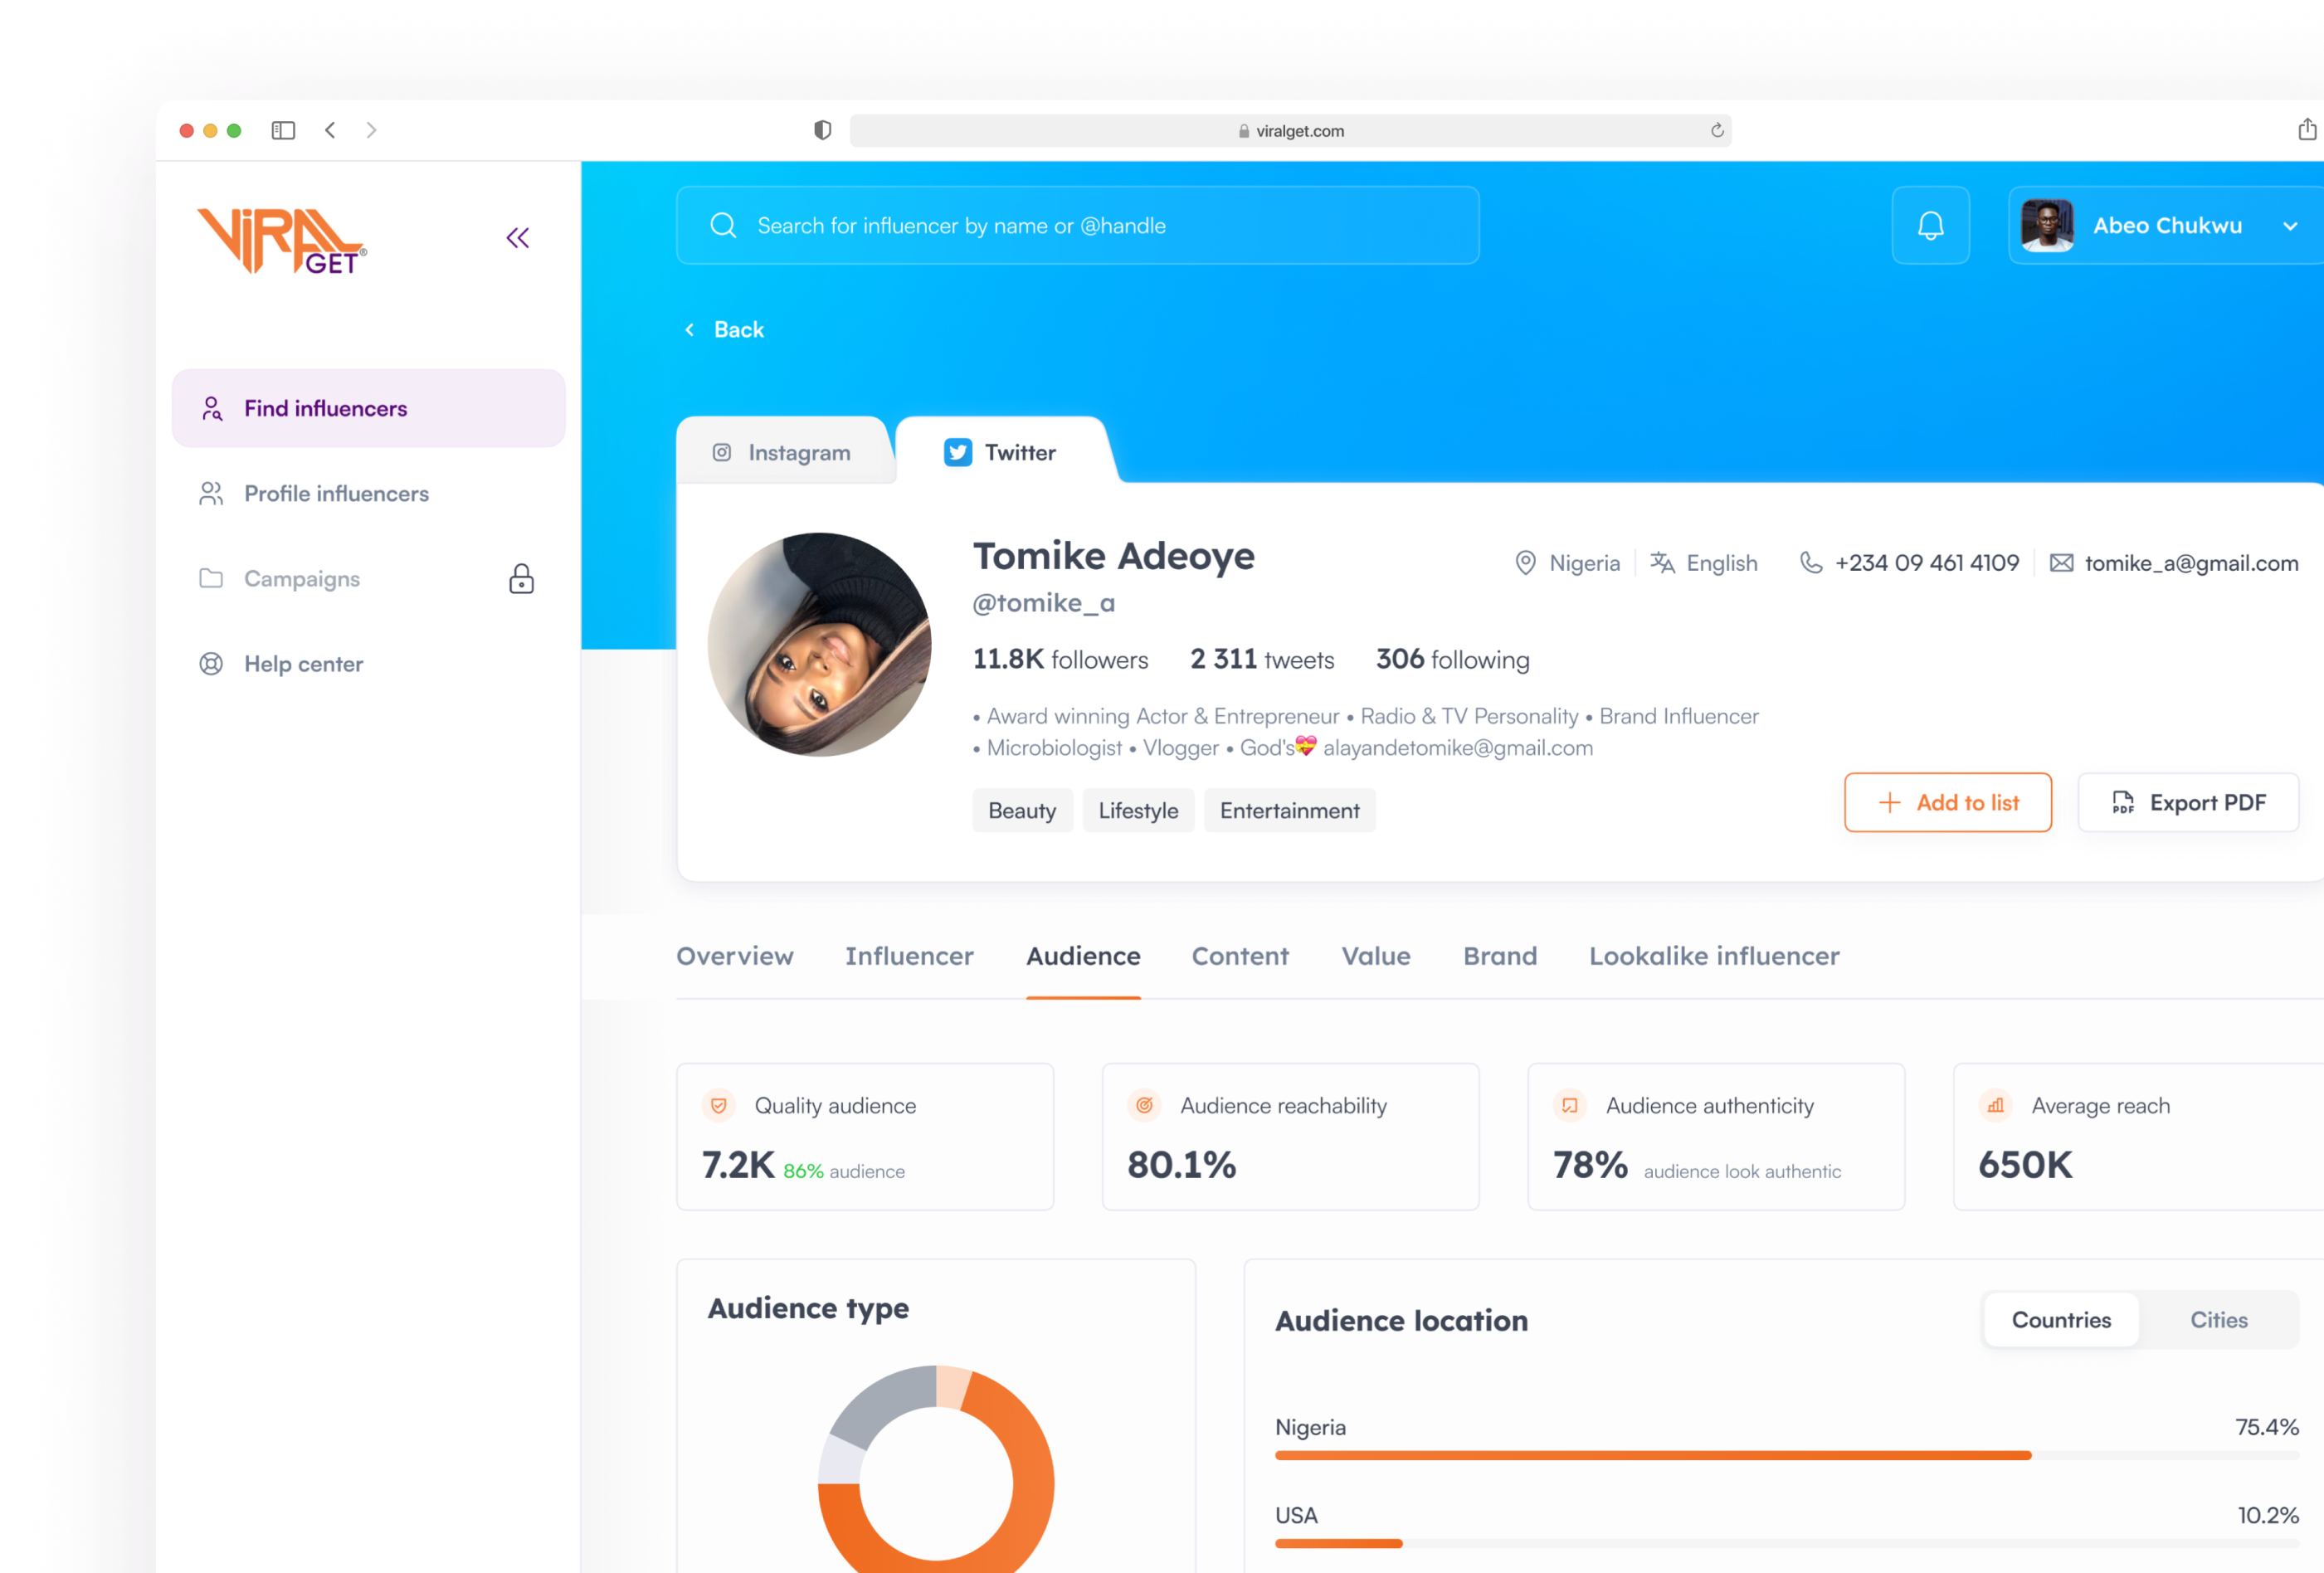 viralget.com
ViRAL
GET®
Search for influencer by name or @handle
Abeo Chukwu
Back
Find influencers
Profile influencers
Campaigns
Help center
Instagram
Twitter
Tomike Adeoye
@tomike_a
Nigeria
English
+234 09 461 4109
tomike_a@gmail.com
11.8K followers 2 311 tweets 306 following
• Award winning Actor & Entrepreneur • Radio & TV Personality • Brand Influencer
• Microbiologist • Vlogger • God's💝 alayandetomike@gmail.com
Beauty Lifestyle Entertainment
Add to list
PDF Export PDF
Overview Influencer Audience Content Value Brand Lookalike influencer
Quality audience
7.2K 86% audience
Audience reachability
80.1%
Audience authenticity
78% audience look authentic
Average reach
650K
Audience type
Audience location
Countries Cities
Nigeria 75.4%
USA 10.2%